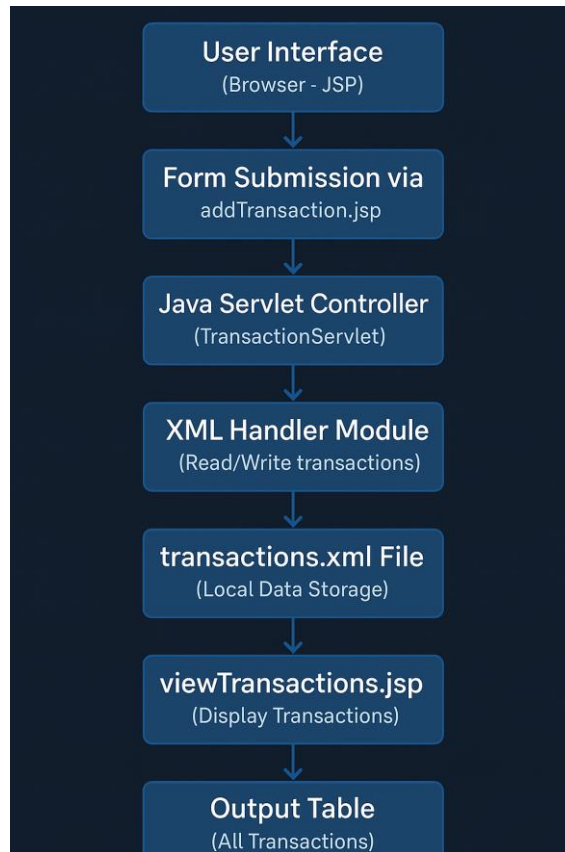 User Interface
(Browser - JSP)
Form Submission via
addTransaction.jsp
Java Servlet Controller
(TransactionServlet)
XML Handler Module
(Read/Write transactions)
transactions.xml File
(Local Data Storage)
viewTransactions.jsp
(Display Transactions)
Output Table
(All Transactions)